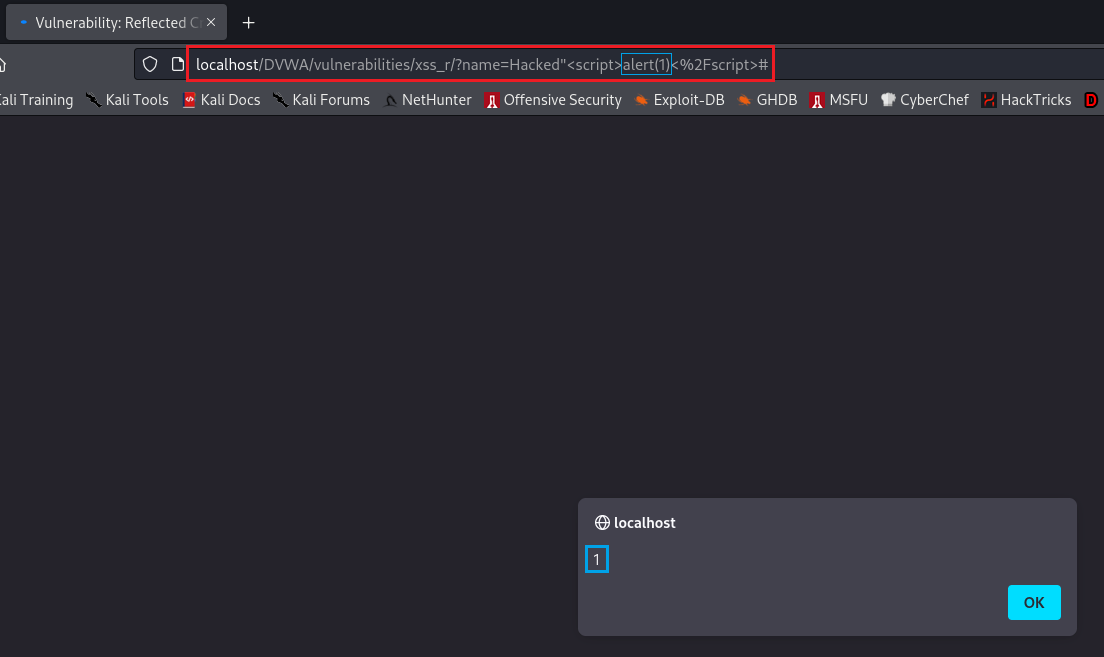 Vulnerability: Reflected C
localhost/DVWA/vulnerabilities/xss_r/?name=Hacked"<script>alert(1)<%2Fscript>#
ali Training Kali Tools Kali Docs Kali Forums NetHunter Offensive Security Exploit-DB GHDB MSFU CyberChef HackTricks D
localhost
1
OK